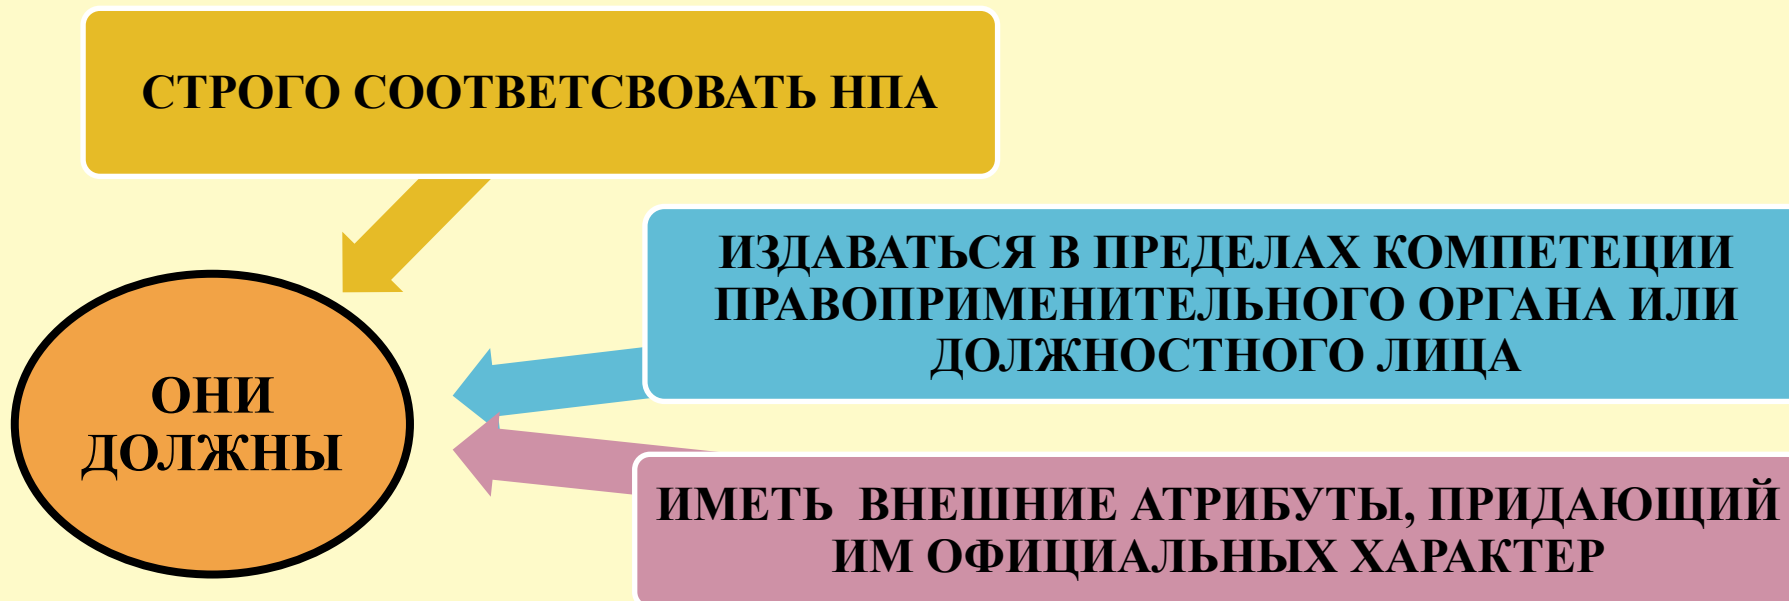 СТРОГО СООТВЕТСВОВАТЬ НПА
ИЗДАВАТЬСЯ В ПРЕДЕЛАХ КОМПЕТЕЦИИ
ПРАВОПРИМЕНИТЕЛЬНОГО ОРГАНА ИЛИ
ДОЛЖНОСТНОГО ЛИЦА
ОНИ
ДОЛЖНЫ
ИМЕТЬ ВНЕШНИЕ АТРИБУТЫ, ПРИДАЮЩИЙ
ИМ ОФИЦИАЛЬНЫХ ХАРАКТЕР